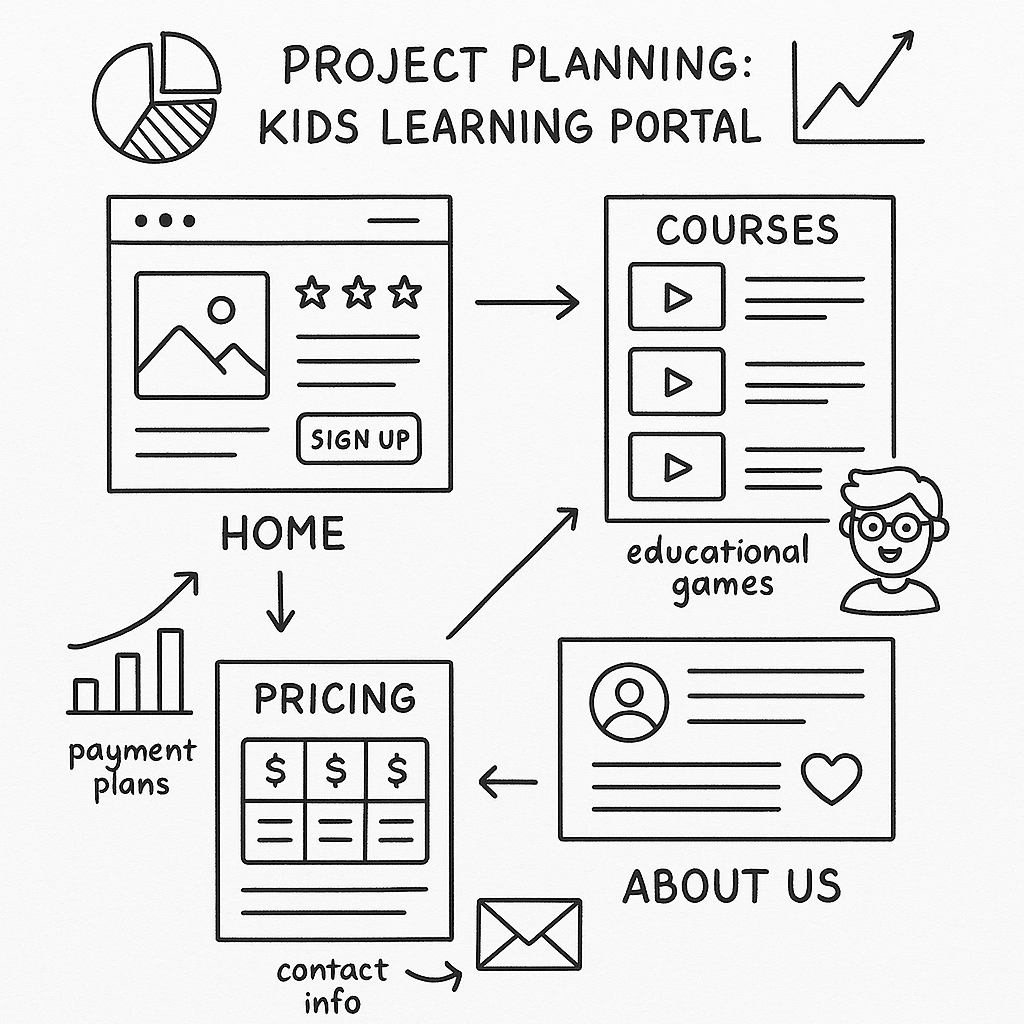 PROJECT PLANNING:
KIDS LEARNING PORTAL
SIGN UP
HOME
COURSES
educational
games
payment
plans
PRICING
$ $ $
ABOUT US
contact
info